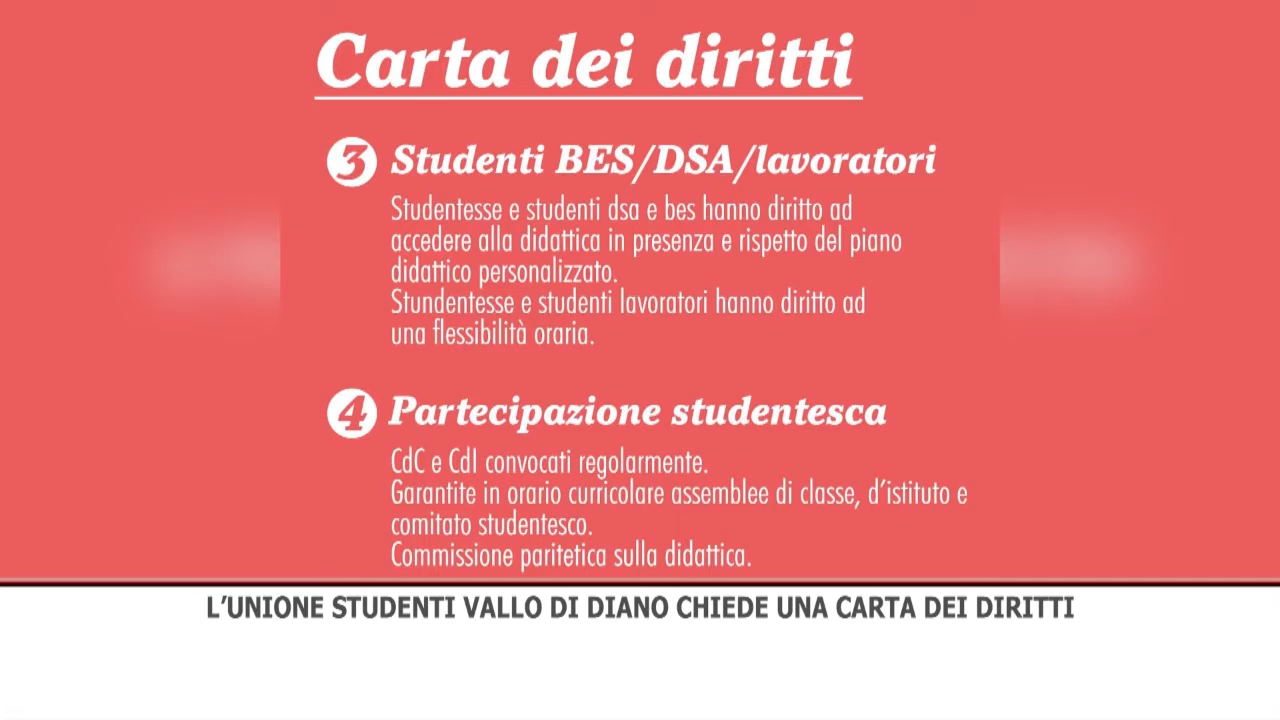 Carta dei diritti
3 Studenti BES/DSA/lavoratori
Studentesse e studenti dsa e bes hanno diritto ad
accedere alla didattica in presenza e rispetto del piano
didattico personalizzato.
Stundentesse e studenti lavoratori hanno diritto ad
una flessibilità oraria.
4 Partecipazione studentesca
CdC e CdI convocati regolarmente.
Garantite in orario curricolare assemblee di classe, d'istituto e
comitato studentesco.
Commissione paritetica sulla didattica.
L'UNIONE STUDENTI VALLO DI DIANO CHIEDE UNA CARTA DEI DIRITTI